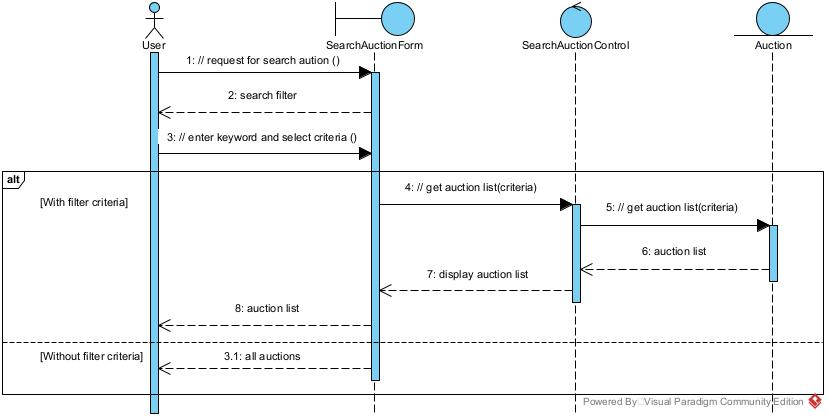 User
SearchAuctionForm
SearchAuctionControl
Auction
1: // request for search aution ()
2: search filter
3: // enter keyword and select criteria ()
alt
[With filter criteria]
4: // get auction list(criteria)
5: // get auction list(criteria)
6: auction list
7: display auction list
8: auction list
[Without filter criteria]
3.1: all auctions
Powered By Visual Paradigm Community Edition